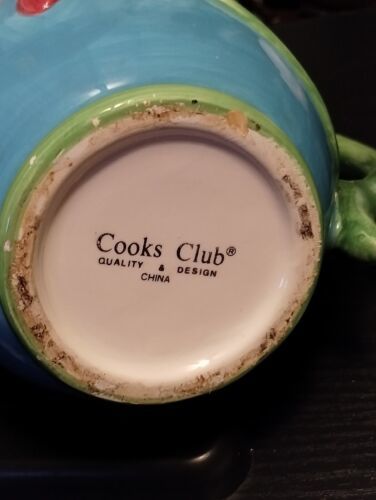 Cooks Club®
QUALITY & DESIGN
CHINA